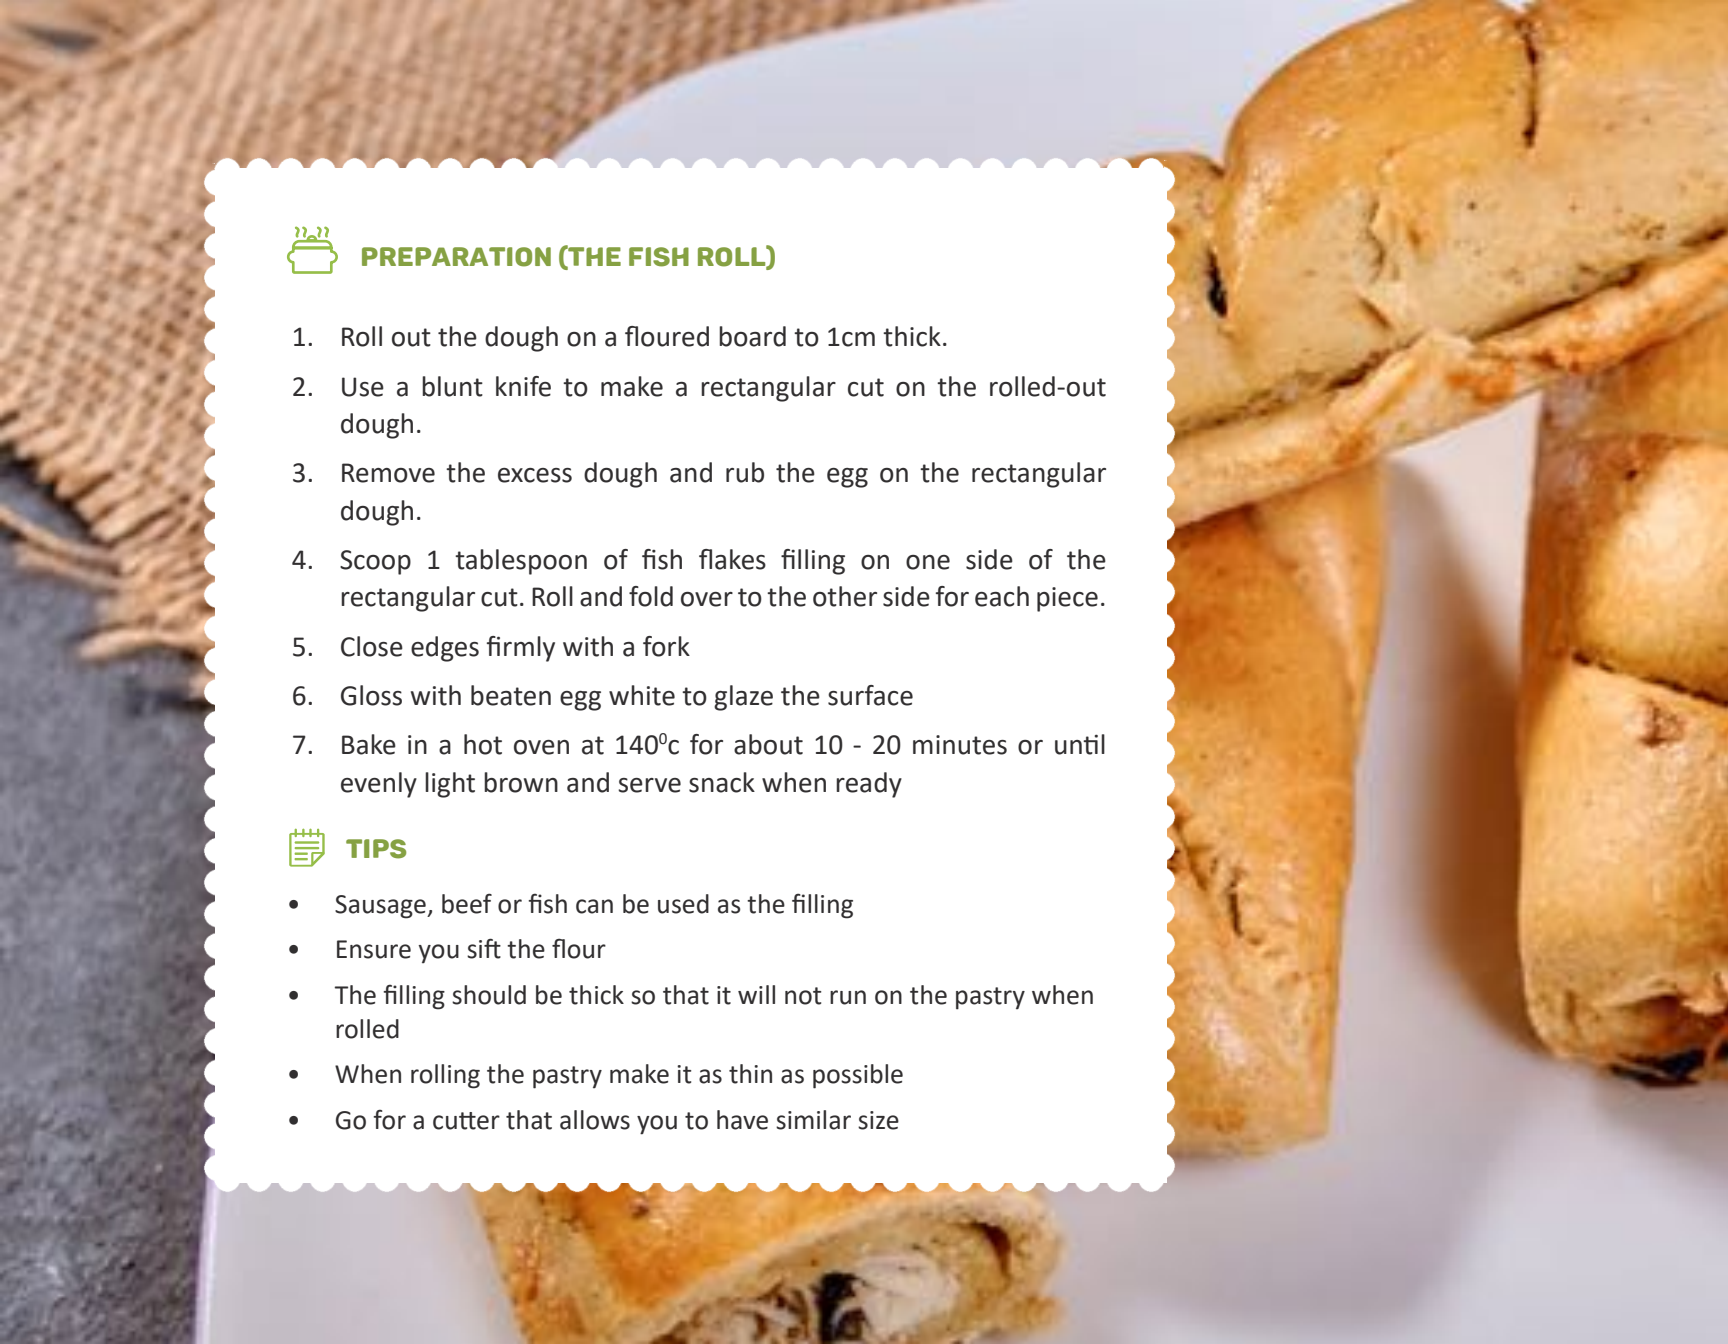 PREPARATION (THE FISH ROLL)
1. Roll out the dough on a floured board to 1cm thick.
2. Use a blunt knife to make a rectangular cut on the rolled-out
dough.
3. Remove the excess dough and rub the egg on the rectangular
dough.
4. Scoop 1 tablespoon of fish flakes filling on one side of the
rectangular cut. Roll and fold over to the other side for each piece.
5. Close edges firmly with a fork
6. Gloss with beaten egg white to glaze the surface
7. Bake in a hot oven at 140⁰c for about 10 - 20 minutes or until
evenly light brown and serve snack when ready
TIPS
• Sausage, beef or fish can be used as the filling
• Ensure you sift the flour
• The filling should be thick so that it will not run on the pastry when
rolled
• When rolling the pastry make it as thin as possible
• Go for a cutter that allows you to have similar size